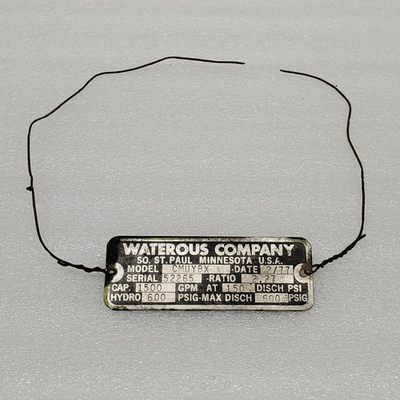 WATEROUS COMPANY
SO. ST. PAUL MINNESOTA U.S.A.
MODEL CMUYBX DATE 2/77
SERIAL 52265 RATIO 2.27
CAP. 1500 GPM AT 150 DISCH PSI
HYDRO 600 PSIG-MAX DISCH 600 PSIG